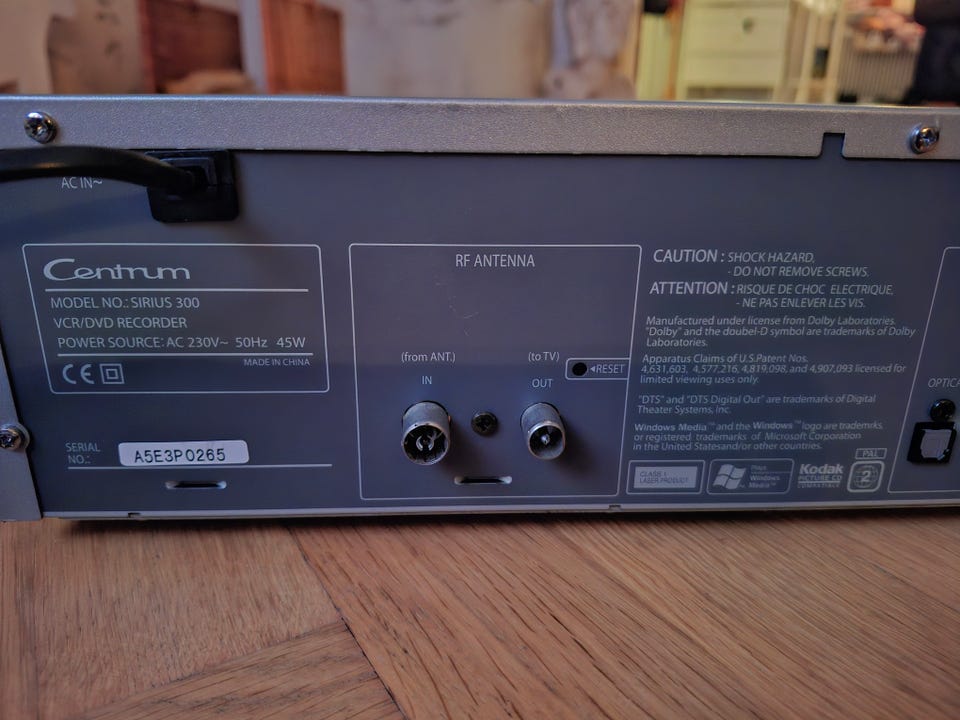 AC IN~
Centrum
MODEL NO.: SIRIUS 300
VCR/DVD RECORDER
POWER SOURCE: AC 230V~ 50Hz 45W
MADE IN CHINA
CE
SERIAL
NO.:
A5E3P0265
RF ANTENNA
(from ANT.)
IN
(to TV)
OUT
◄RESET
CAUTION : SHOCK HAZARD,
- DO NOT REMOVE SCREWS.
ATTENTION : RISQUE DE CHOC ELECTRIQUE,
- NE PAS ENLEVER LES VIS.
Manufactured under license from Dolby Laboratories.
"Dolby" and the doubel-D symbol are trademarks of Dolby
Laboratories.
Apparatus Claims of U.S.Patent Nos.
4,631,603, 4,577,216, 4,819,098, and 4,907,093 licensed for
limited viewing uses only.
"DTS" and "DTS Digital Out" are trademarks of Digital
Theater Systems, Inc.
Windows Media™ and the Windows™ logo are trademrks,
or registered trademarks of Microsoft Corporation
in the United Statesand/or other countries.
CLASS 1
LASER PRODUCT
Plays
Windows
Media™
Kodak
PICTURE CD
COMPATIBLE
PAL
2
OPTICA